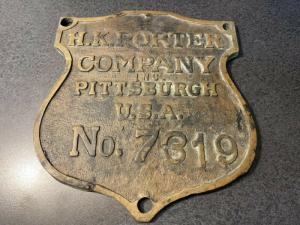 H.K.PORTER
COMPANY
INC.
PITTSBURGH
U.S.A.
No. 7319